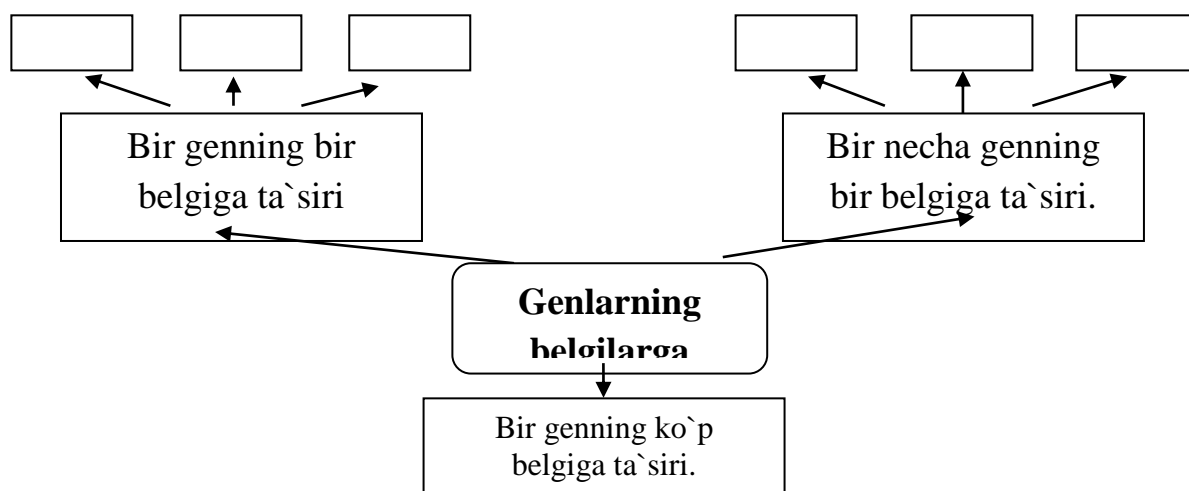 Bir genning bir
belgiga ta`siri
Bir necha genning
bir belgiga ta`siri.
Genlarning
belgilarga
Bir genning ko`p
belgiga ta`siri.